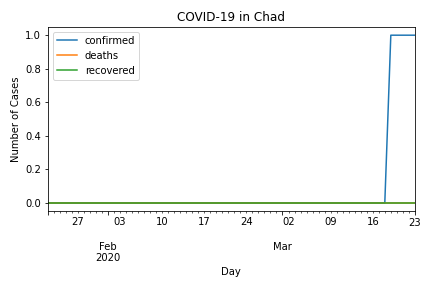 COVID-19 in Chad
confirmed
deaths
recovered
Number of Cases
1.0
0.8
0.6
0.4
0.2
0.0
27 03 10 17 24 02 09 16 23
Feb Mar
2020
Day